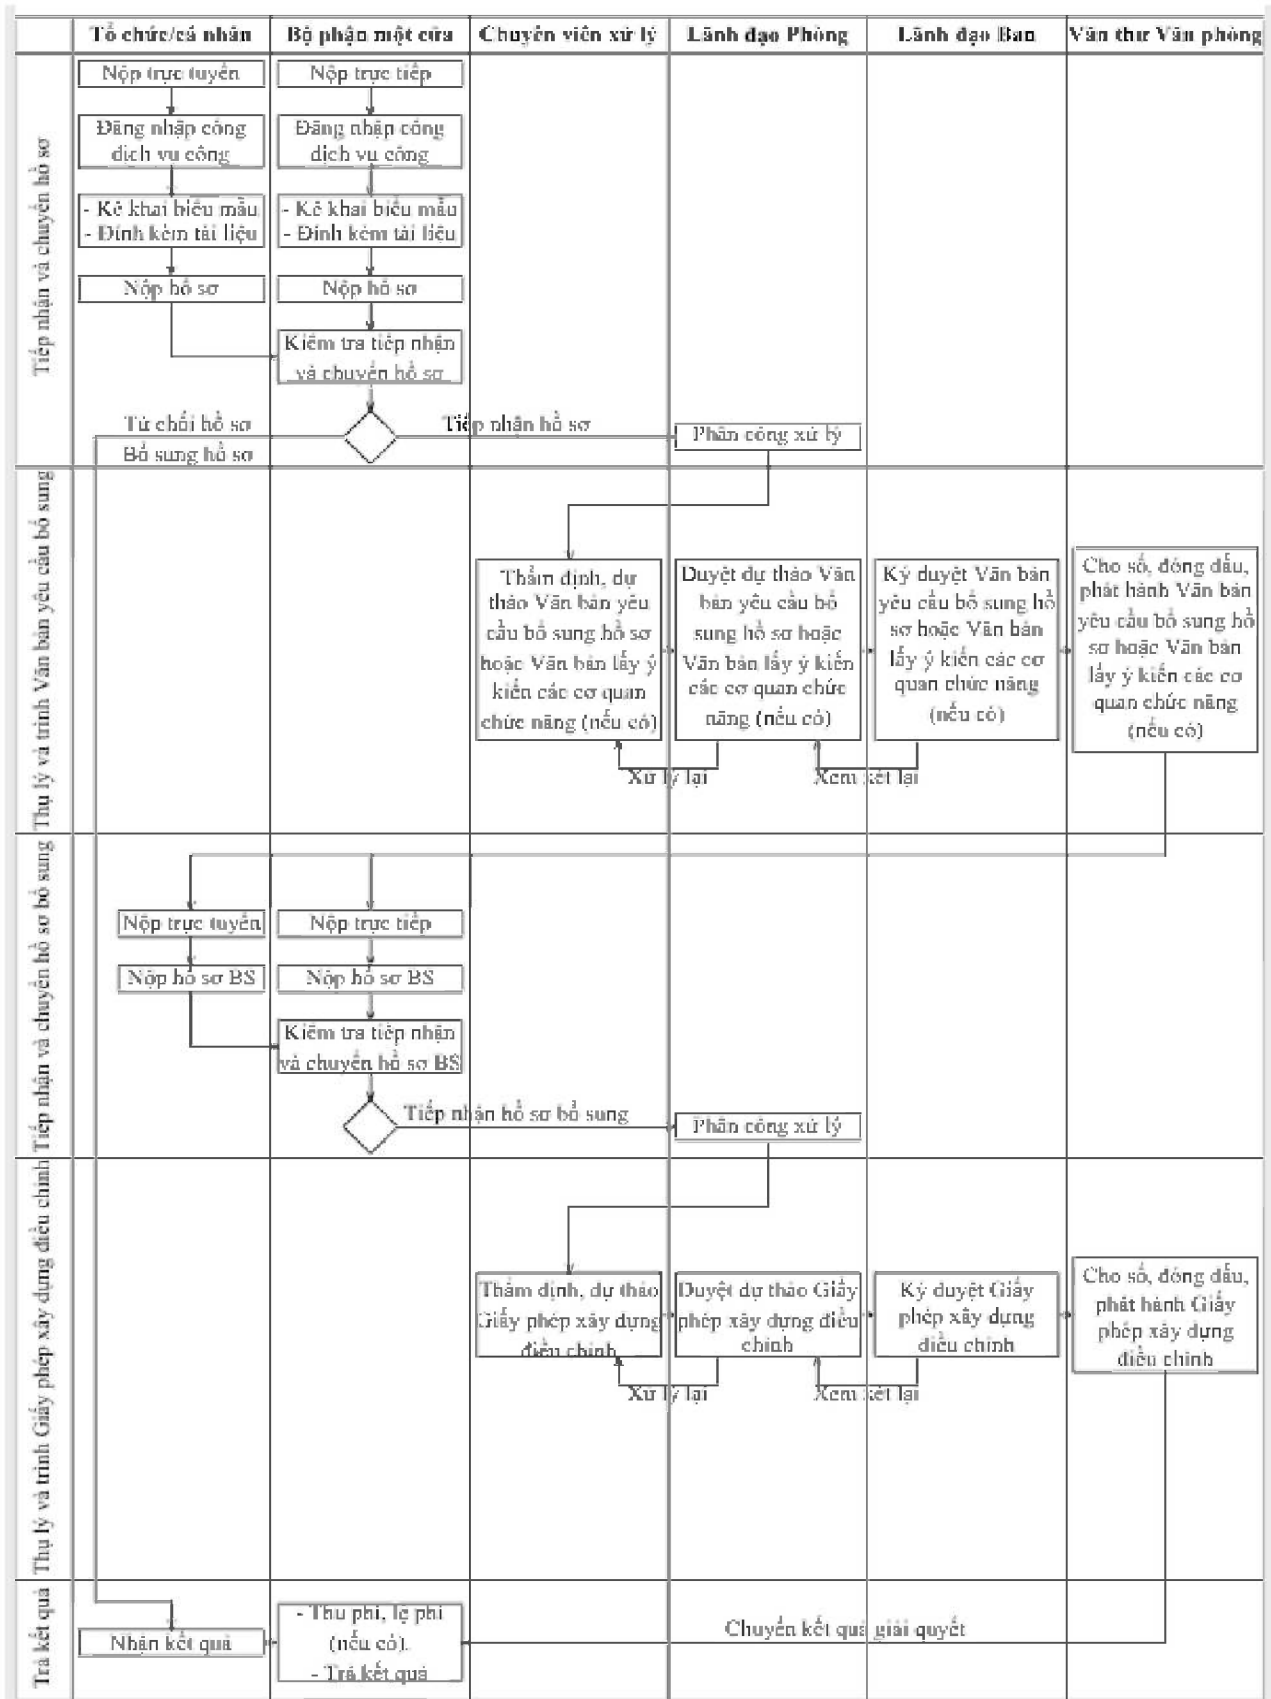 Tổ chức/cá nhân
Bộ phận một cửa
Chuyên viên xử lý
Lãnh đạo Phòng
Lãnh đạo Ban
Văn thư Văn phòng
Tiếp nhận và chuyển hồ sơ
Nộp trực tuyến
Nộp trực tiếp
Đăng nhập công
dịch vụ công
Đăng nhập công
dịch vụ công
- Kê khai biểu mẫu
- Đính kèm tài liệu
- Kê khai biểu mẫu
- Đính kèm tài liệu
Nộp hồ sơ
Nộp hồ sơ
Kiểm tra tiếp nhận
và chuyển hồ sơ
Từ chối hồ sơ
Bổ sung hồ sơ
Tiếp nhận hồ sơ
Phân công xử lý
Thụ lý và trình Văn bản yêu cầu bổ sung
Thẩm định, dự
thảo Văn bản yêu
cầu bổ sung hồ sơ
hoặc Văn bản lấy ý
kiến các cơ quan
chức năng (nếu có)
Duyệt dự thảo Văn
bản yêu cầu bổ
sung hồ sơ hoặc
Văn bản lấy ý kiến
các cơ quan chức
năng (nếu có)
Ký duyệt Văn bản
yêu cầu bổ sung hồ
sơ hoặc Văn bản
lấy ý kiến các cơ
quan chức năng
(nếu có)
Cho số, đóng dấu,
phát hành Văn bản
yêu cầu bổ sung hồ
sơ hoặc Văn bản
lấy ý kiến các cơ
quan chức năng
(nếu có)
Xử lý lại
Xem xét lại
Tiếp nhận và chuyển hồ sơ bổ sung
Nộp trực tuyến
Nộp trực tiếp
Nộp hồ sơ BS
Nộp hồ sơ BS
Kiểm tra tiếp nhận
và chuyển hồ sơ BS
Tiếp nhận hồ sơ bổ sung
Phân công xử lý
Thụ lý và trình Giấy phép xây dựng điều chỉnh
Thẩm định, dự thảo
Giấy phép xây dựng
điều chỉnh
Duyệt dự thảo Giấy
phép xây dựng điều
chỉnh
Ký duyệt Giấy
phép xây dựng
điều chỉnh
Cho số, đóng dấu,
phát hành Giấy
phép xây dựng
điều chỉnh
Xử lý lại
Xem xét lại
Trả kết quả
Nhận kết quả
- Thu phí, lệ phí
(nếu có).
- Trả kết quả
Chuyển kết quả giải quyết